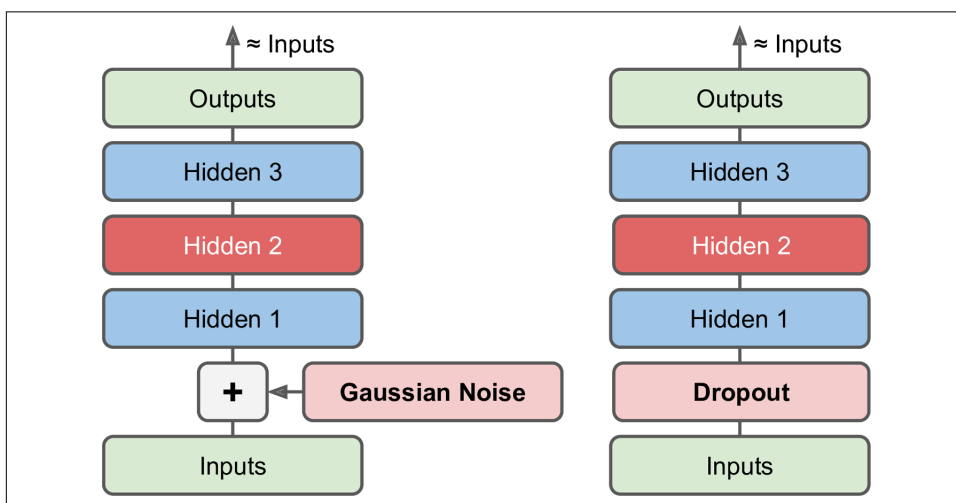 ≈ Inputs
Outputs
Hidden 3
Hidden 2
Hidden 1
+
Gaussian Noise
Inputs
≈ Inputs
Outputs
Hidden 3
Hidden 2
Hidden 1
Dropout
Inputs